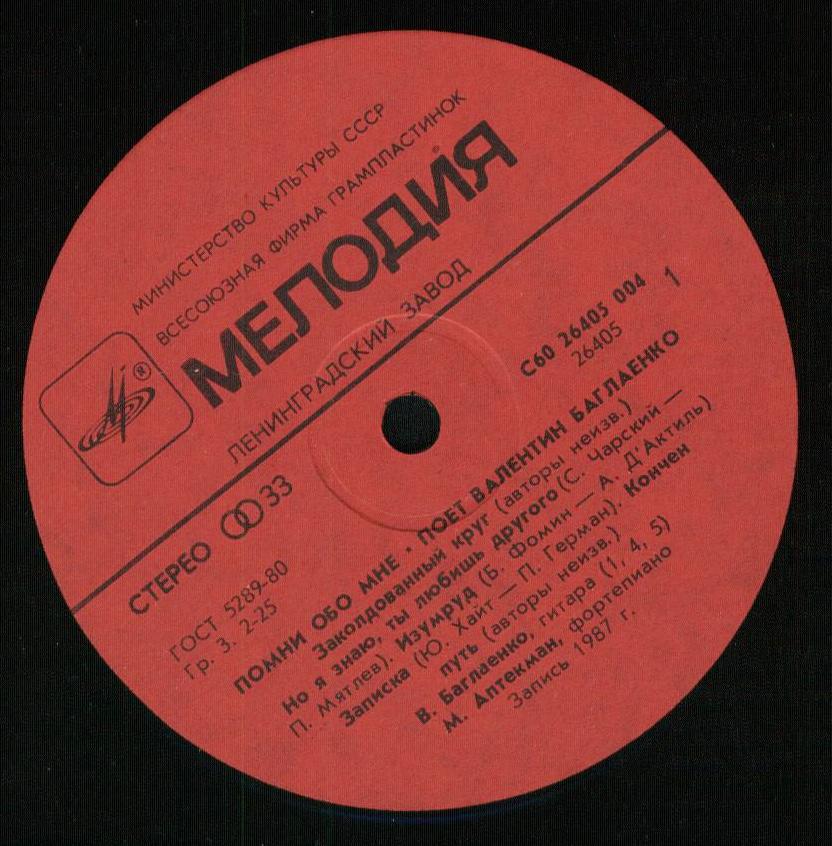 МИНИСТЕРСТВО КУЛЬТУРЫ СССР
ВСЕСОЮЗНАЯ ФИРМА ГРАМПЛАСТИНОК
МЕЛОДИЯ
®
ЛЕНИНГРАДСКИЙ ЗАВОД
СТЕРЕО 33
С60 26405 004
26405
1
ГОСТ 5289-80
Гр. 3. 2-25
ПОМНИ ОБО МНЕ • ПОЕТ ВАЛЕНТИН БАГЛАЕНКО
Заколдованный круг (авторы неизв.)
Но я знаю, ты любишь другого (С. Чарский —
П. Мятлев). Изумруд (Б. Фомин — А. Д'Актиль)
Записка (Ю. Хайт — П. Герман). Кончен
путь (авторы неизв.)
В. Баглаенко, гитара (1, 4, 5)
М. Аптекман, фортепиано
Запись 1987 г.